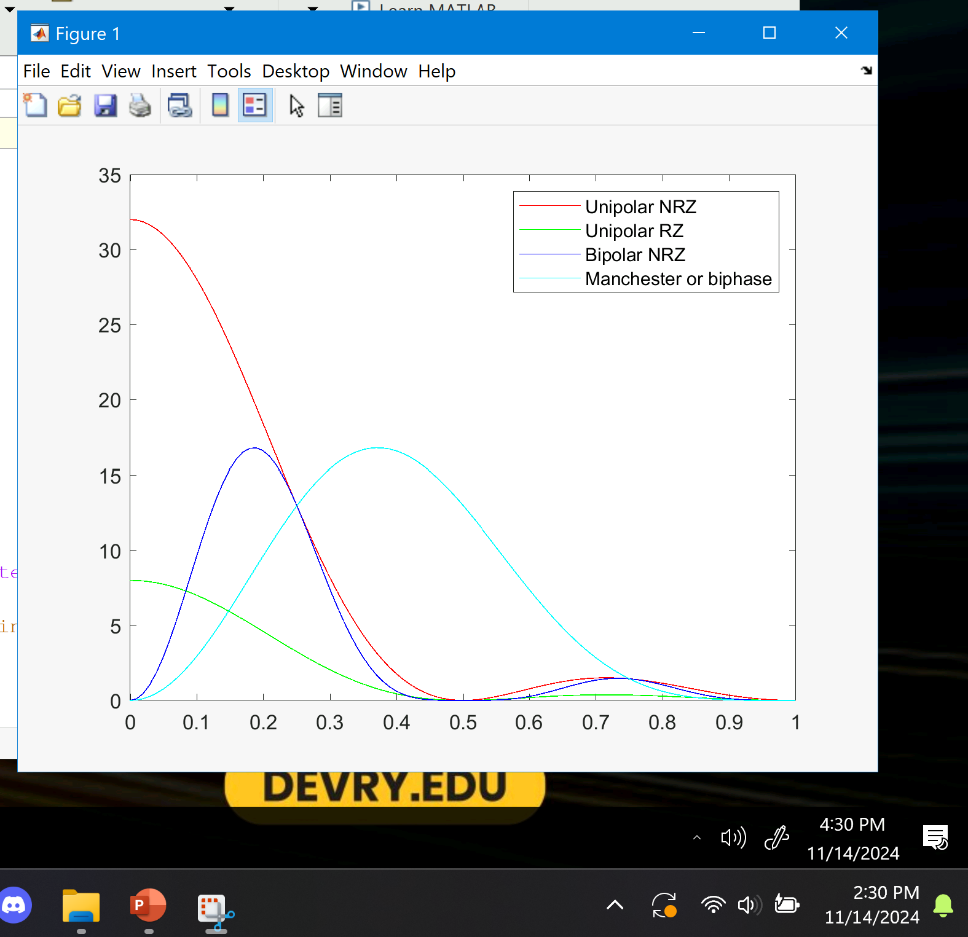 Learn MATLAB
Figure 1
File Edit View Insert Tools Desktop Window Help
35
30
25
20
15
10
5
0
0 0.1 0.2 0.3 0.4 0.5 0.6 0.7 0.8 0.9 1
Unipolar NRZ
Unipolar RZ
Bipolar NRZ
Manchester or biphase
te
in
DEVRY.EDU
4:30 PM
11/14/2024
P
2:30 PM
11/14/2024